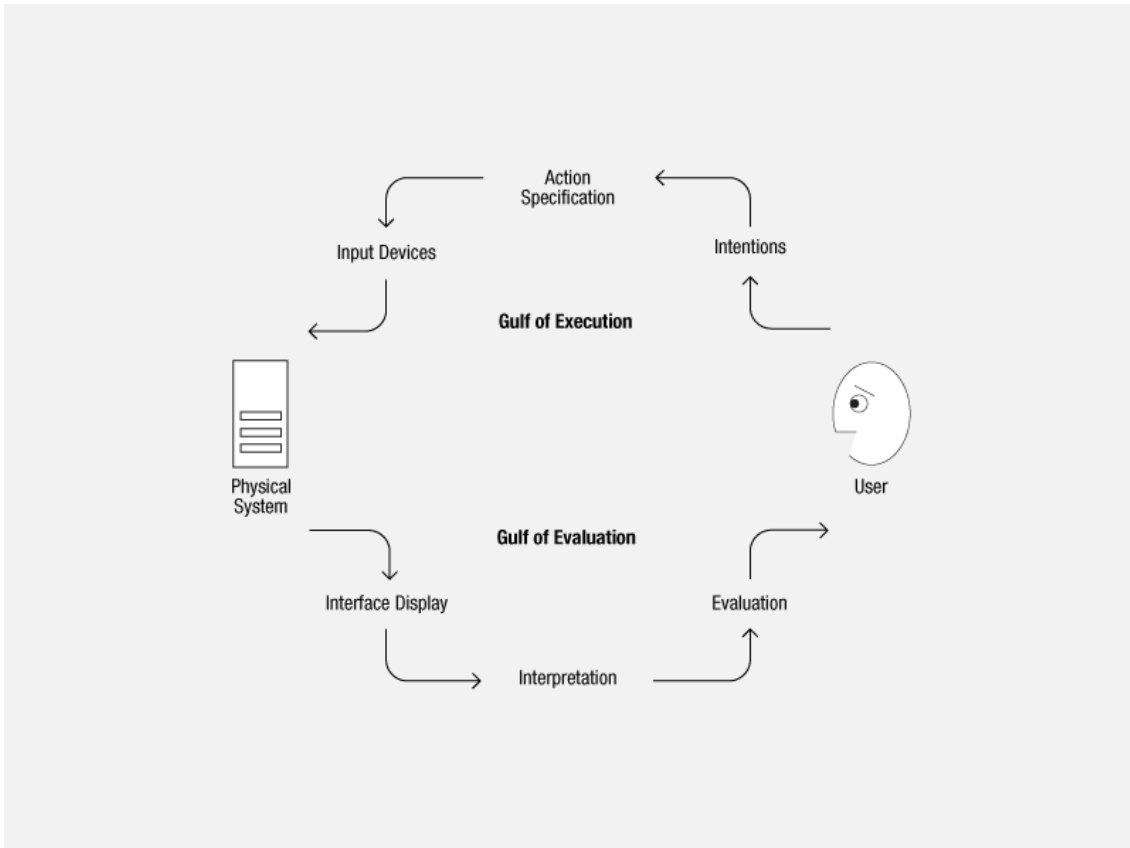 Action
Specification
Input Devices
Intentions
Gulf of Execution
Physical
System
User
Gulf of Evaluation
Interface Display
Evaluation
Interpretation